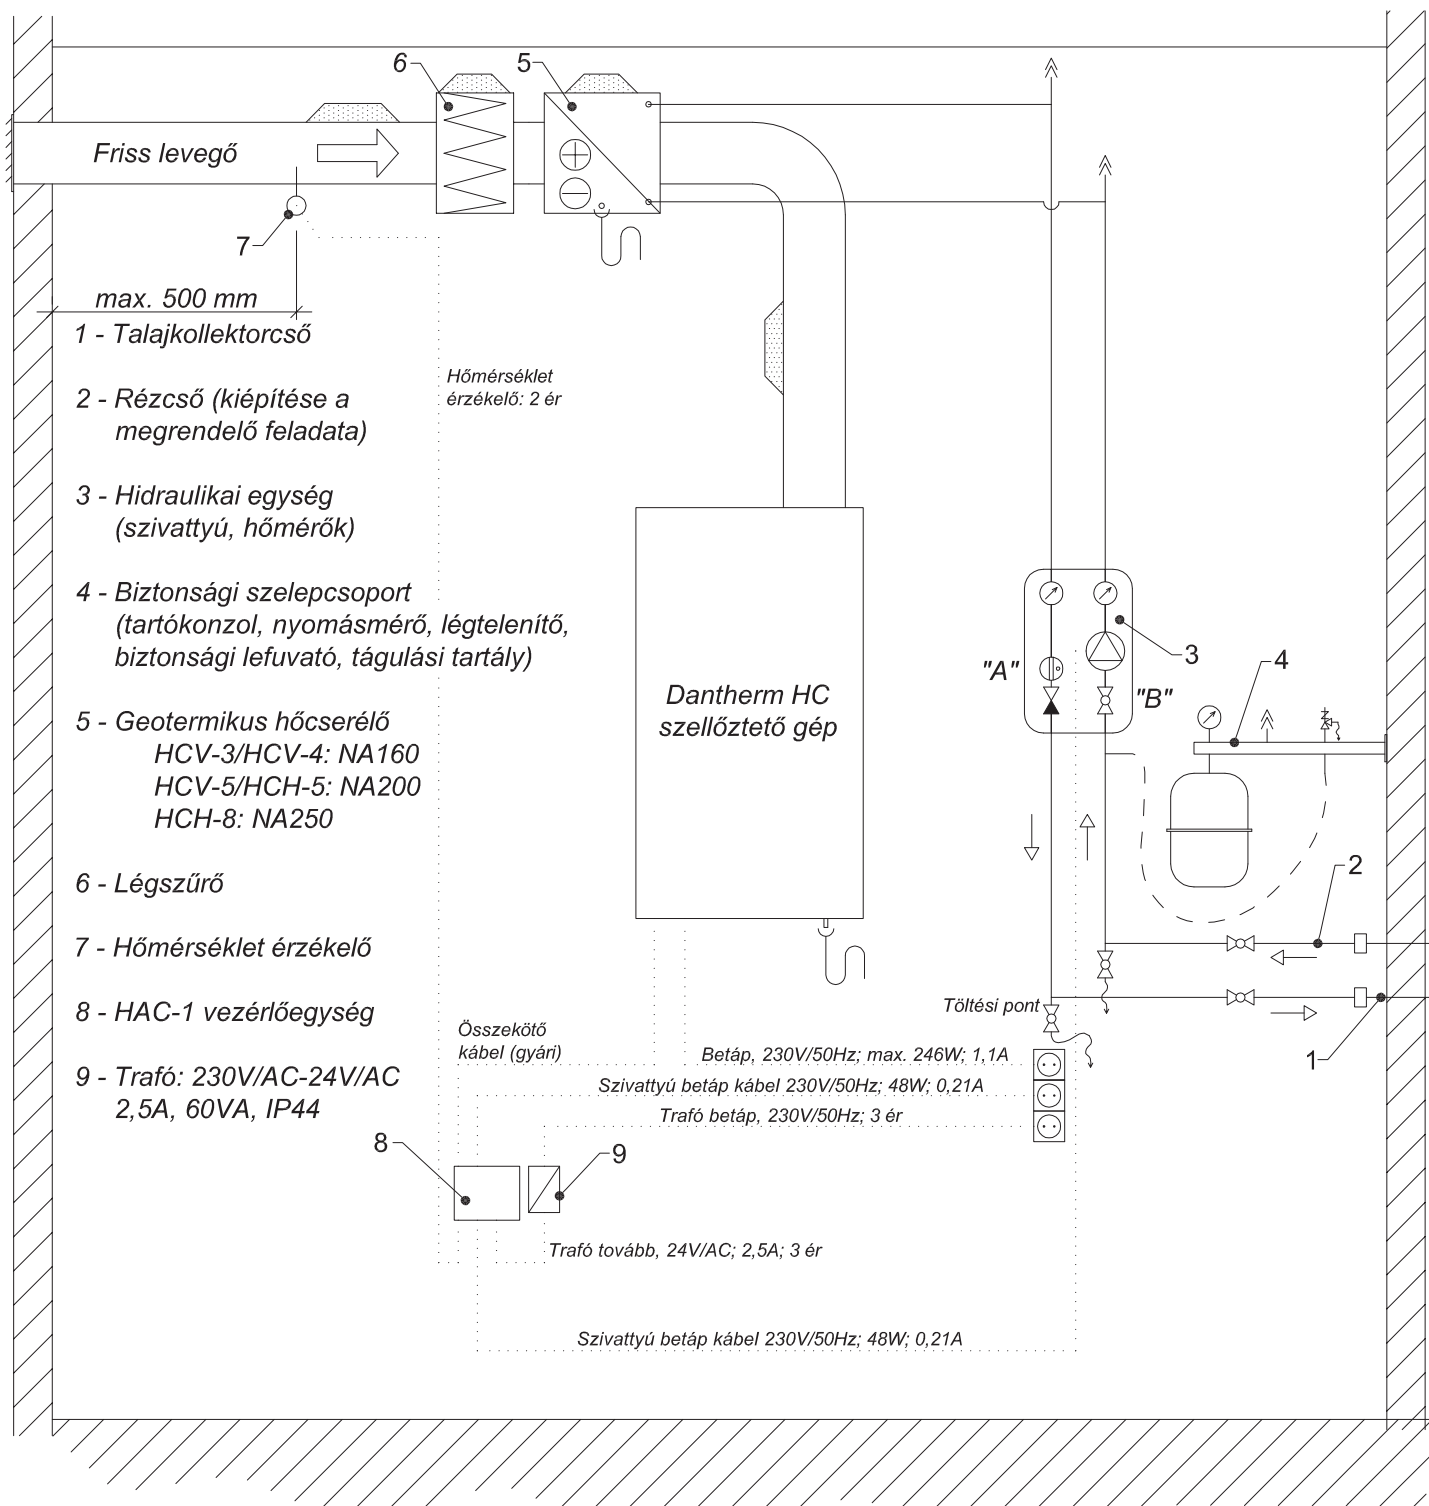 6
5
Friss levegő
7
max. 500 mm
1 - Talajkollektorcső
Hőmérséklet
érzékelő: 2 ér
2 - Rézcső (kiépítése a
megrendelő feladata)
3 - Hidraulikai egység
(szivattyú, hőmérők)
4 - Biztonsági szelepcsoport
(tartókonzol, nyomásmérő, légtelenítő,
biztonsági lefuvató, tágulási tartály)
5 - Geotermikus hőcserélő
HCV-3/HCV-4: NA160
HCV-5/HCH-5: NA200
HCH-8: NA250
6 - Légszűrő
7 - Hőmérséklet érzékelő
8 - HAC-1 vezérlőegység
9 - Trafó: 230V/AC-24V/AC
2,5A, 60VA, IP44
Dantherm HC
szellőztető gép
"A"
"B"
3
4
2
1
Töltési pont
Összekötő
kábel (gyári)
Betáp, 230V/50Hz; max. 246W; 1,1A
Szivattyú betáp kábel 230V/50Hz; 48W; 0,21A
Trafó betáp, 230V/50Hz; 3 ér
8
9
Trafó tovább, 24V/AC; 2,5A; 3 ér
Szivattyú betáp kábel 230V/50Hz; 48W; 0,21A